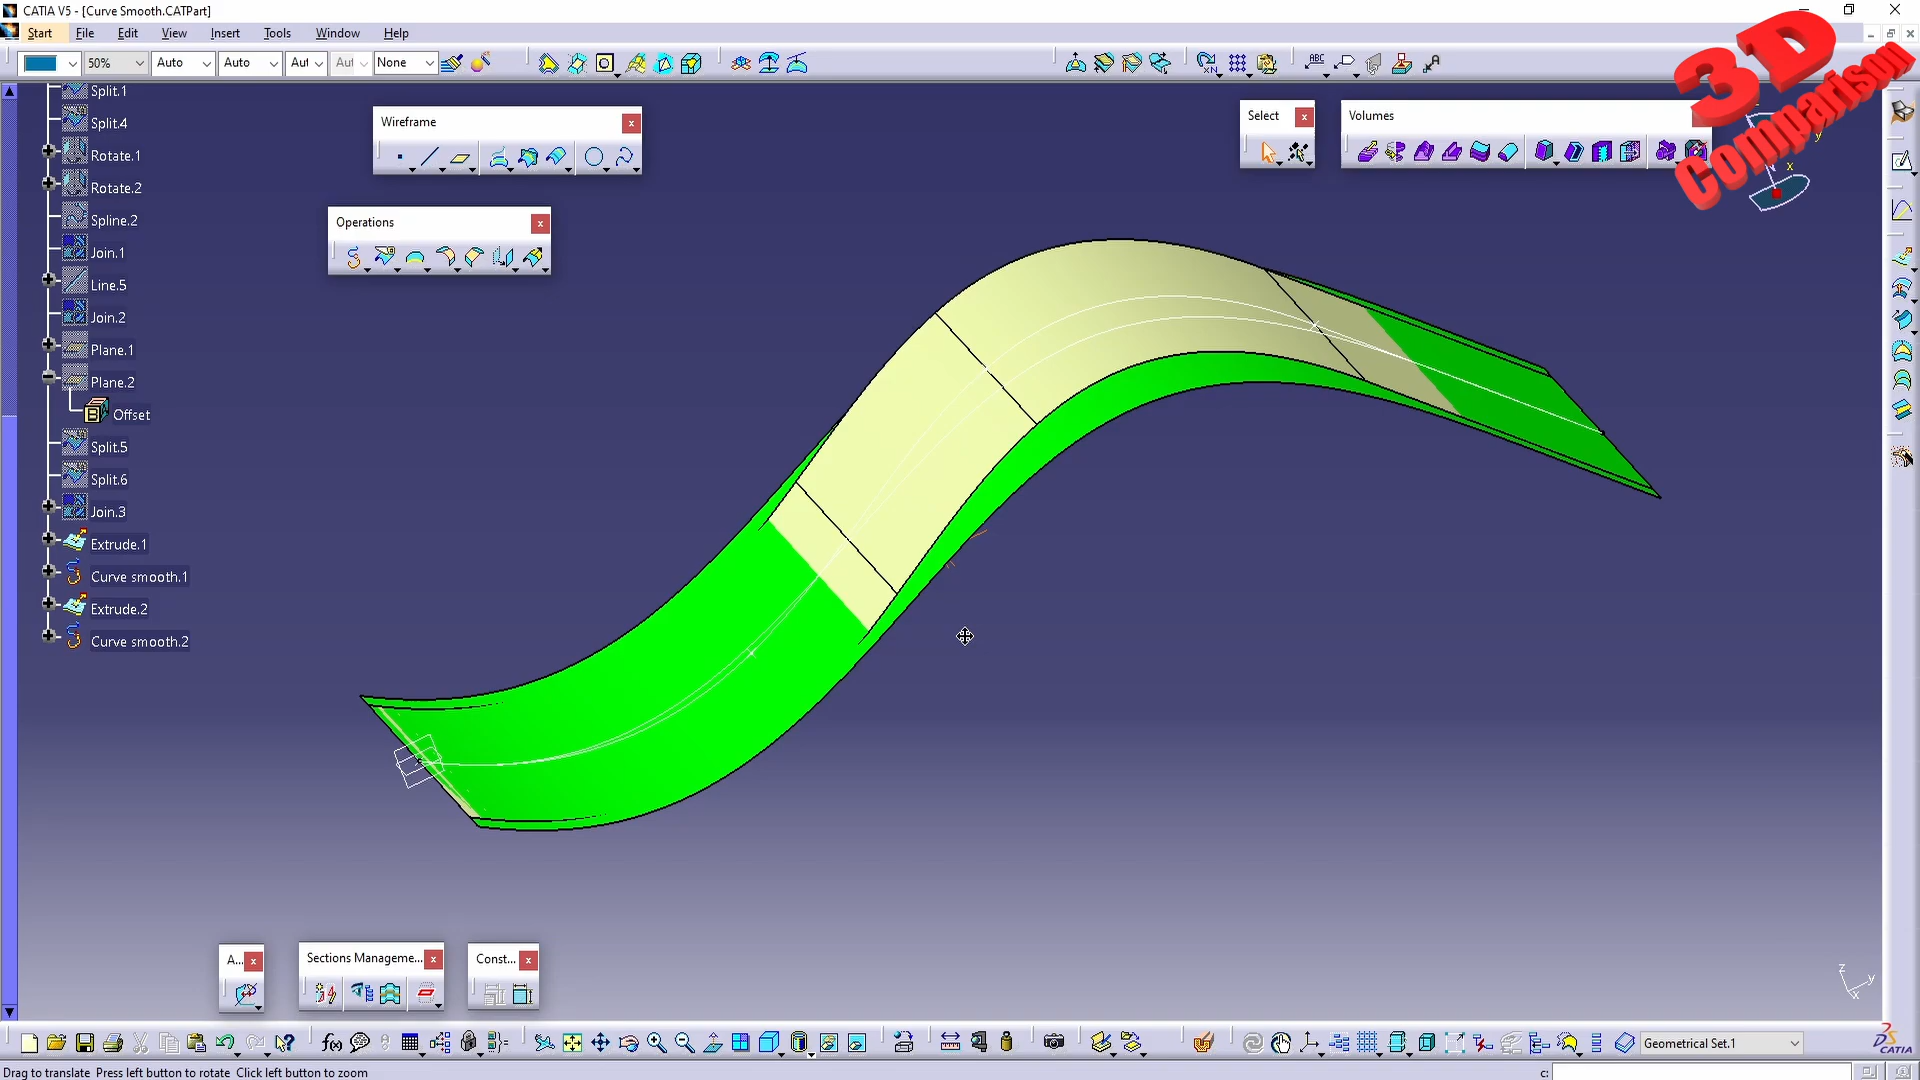 CATIA V5 - [Curve Smooth.CATPart]
Start File Edit View Insert Tools Window Help
50% Auto Auto Aut Aut None
ABC
3D
Comparison
Wireframe
Select
Volumes
Operations
Split.1
Split.4
Rotate.1
Rotate.2
Spline.2
Join.1
Line.5
Join.2
Plane.1
Plane.2
Offset
Split.5
Split.6
Join.3
Extrude.1
Curve smooth.1
Extrude.2
Curve smooth.2
y
x
A...
Sections Manageme...
Const...
z
y
x
f(x)
Geometrical Set.1
CATIA
Drag to translate Press left button to rotate Click left button to zoom
c: